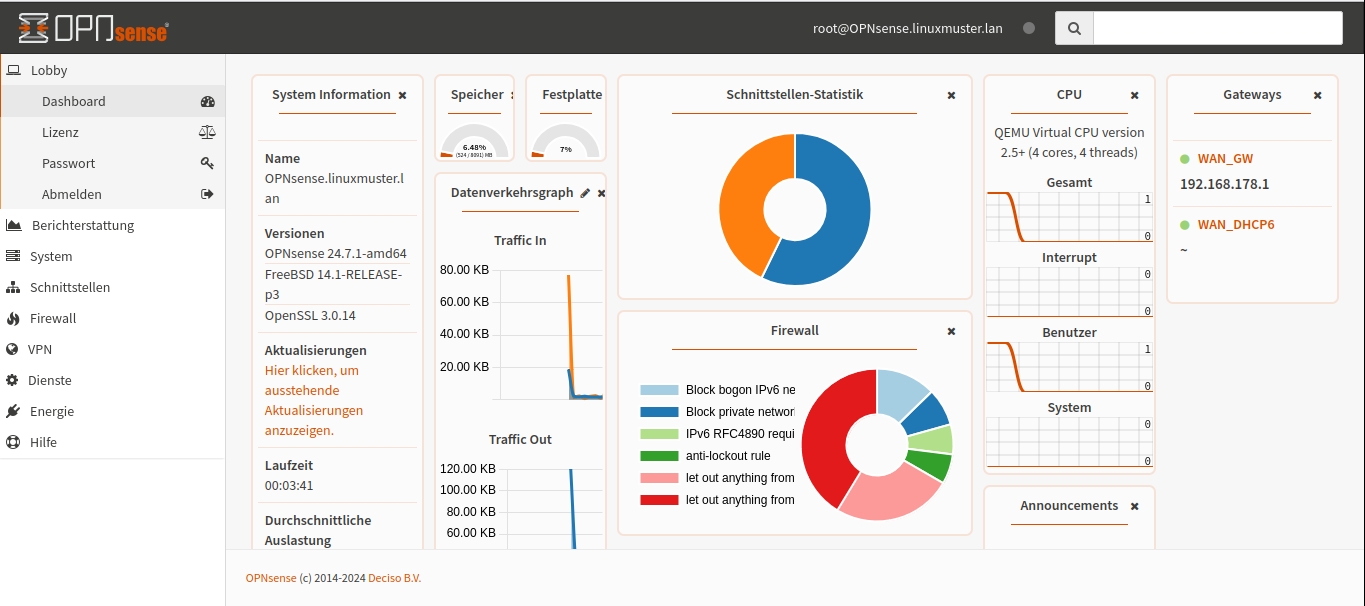 OPNsense
root@OPNsense.linuxmuster.lan
Lobby
Dashboard
Lizenz
Passwort
Abmelden
Berichterstattung
System
Schnittstellen
Firewall
VPN
Dienste
Energie
Hilfe
System Information
Name
OPNsense.linuxmuster.l
an
Versionen
OPNsense 24.7.1-amd64
FreeBSD 14.1-RELEASE-
p3
OpenSSL 3.0.14
Aktualisierungen
Hier klicken, um
ausstehende
Aktualisierungen
anzuzeigen.
Laufzeit
00:03:41
Durchschnittliche
Auslastung
Speicher
6.48%
(524 / 8091) MB
Festplatte
7%
Datenverkehrsgraph
Traffic In
80.00 KB
60.00 KB
40.00 KB
20.00 KB
Traffic Out
120.00 KB
100.00 KB
80.00 KB
60.00 KB
Schnittstellen-Statistik
Firewall
Block bogon IPv6 ne
Block private networ
IPv6 RFC4890 requi
anti-lockout rule
let out anything from
let out anything from
CPU
QEMU Virtual CPU version
2.5+ (4 cores, 4 threads)
Gesamt
1
0
Interrupt
0
0
Benutzer
1
0
System
0
0
Announcements
Gateways
WAN_GW
192.168.178.1
WAN_DHCP6
~
OPNsense (c) 2014-2024 Deciso B.V.